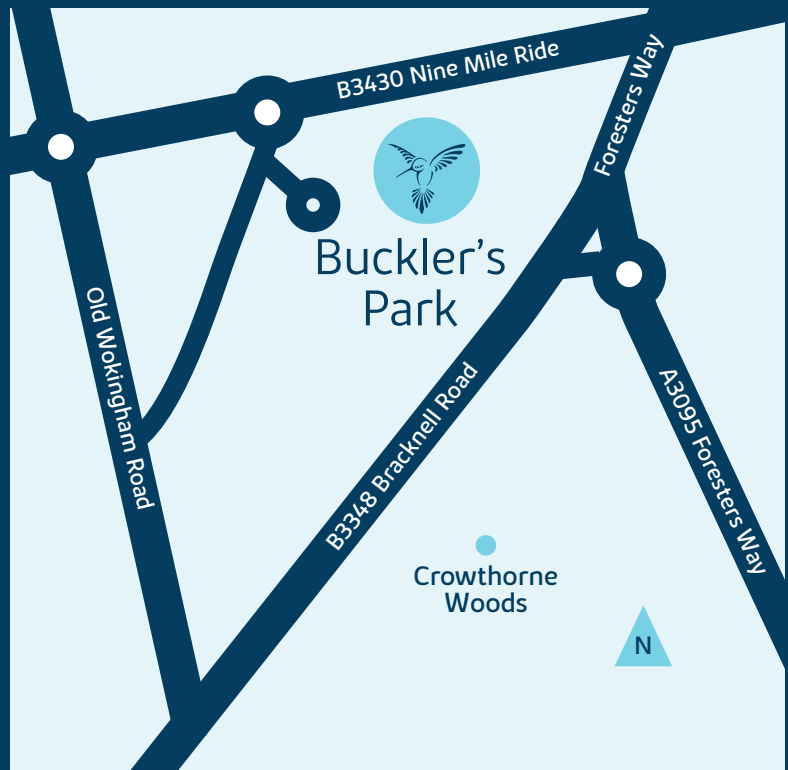 B3430 Nine Mile Ride
Foresters Way
Buckler's
Park
Old Wokingham Road
B3348 Bracknell Road
A3095 Foresters Way
Crowthorne
Woods
N